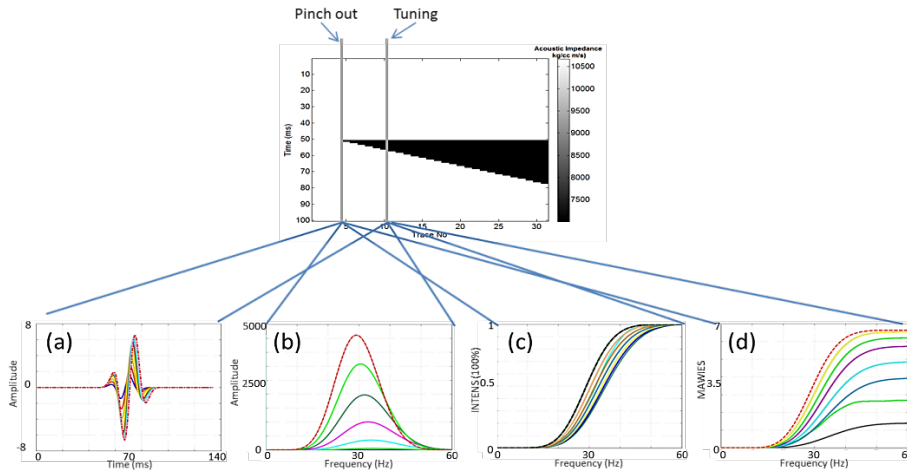 Pinch out
Tuning
Acoustic Impedance
kg/cc m/s)
10
20
30
40
50
60
70
80
90
100
Time (ms)
5
10
15
20
25
30
Trace No
10500
10000
9500
9000
8500
8000
7500
(a)
8
0
-8
Amplitude
0
70
140
Time (ms)
(b)
5000
2500
0
Amplitude
0
30
60
Frequency (Hz)
(c)
1
0.5
0
INTENS (100%)
0
30
60
Frequency (Hz)
(d)
7
3.5
0
MAWIES
0
30
60
Frequency (Hz)